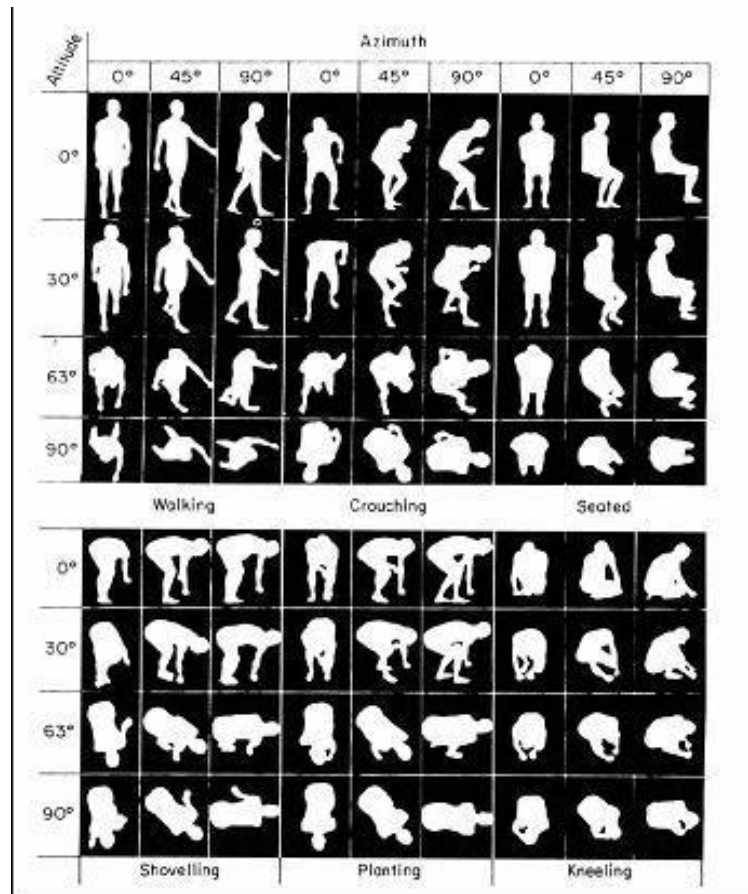 Azimuth
Altitude
0° 45° 90° 0° 45° 90° 0° 45° 90°
0°
30°
63°
90°
Walking Crouching Seated
0°
30°
63°
90°
Shovelling Planting Kneeling